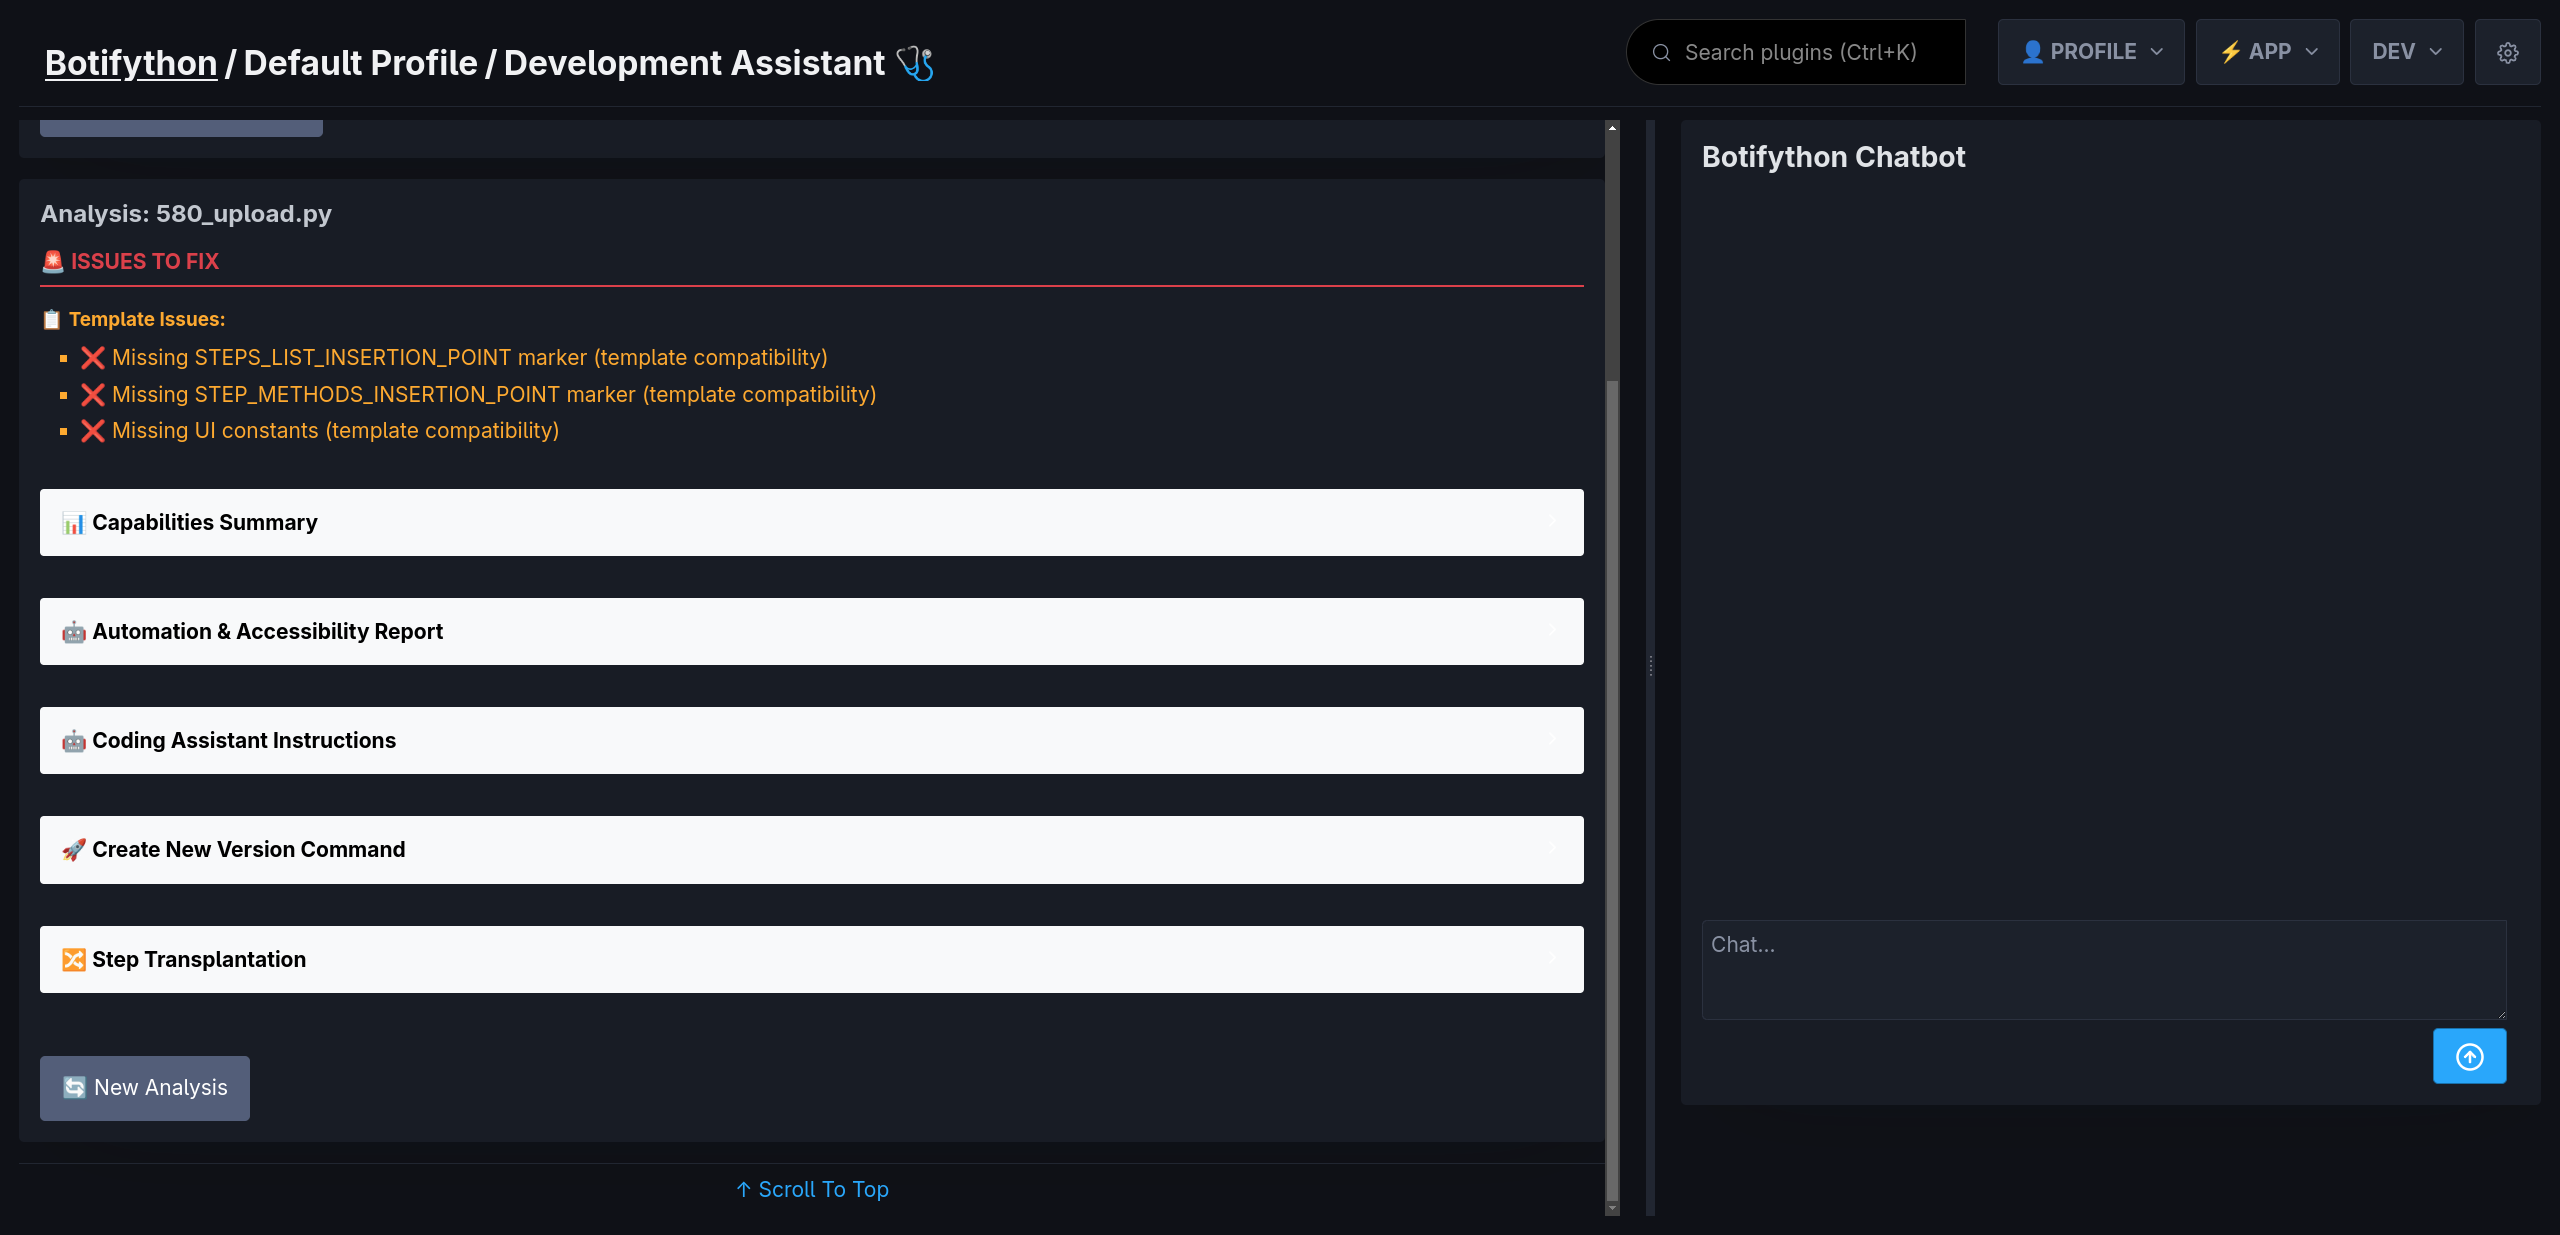 Botifython / Default Profile / Development Assistant 🩺
Search plugins (Ctrl+K)
👤 PROFILE
⚡ APP
DEV
Analysis: 580_upload.py
🚨 ISSUES TO FIX
📋 Template Issues:
❌ Missing STEPS_LIST_INSERTION_POINT marker (template compatibility)
❌ Missing STEP_METHODS_INSERTION_POINT marker (template compatibility)
❌ Missing UI constants (template compatibility)
📊 Capabilities Summary
🤖 Automation & Accessibility Report
🤖 Coding Assistant Instructions
🚀 Create New Version Command
🔀 Step Transplantation
🔄 New Analysis
↑ Scroll To Top
Botifython Chatbot
Chat...